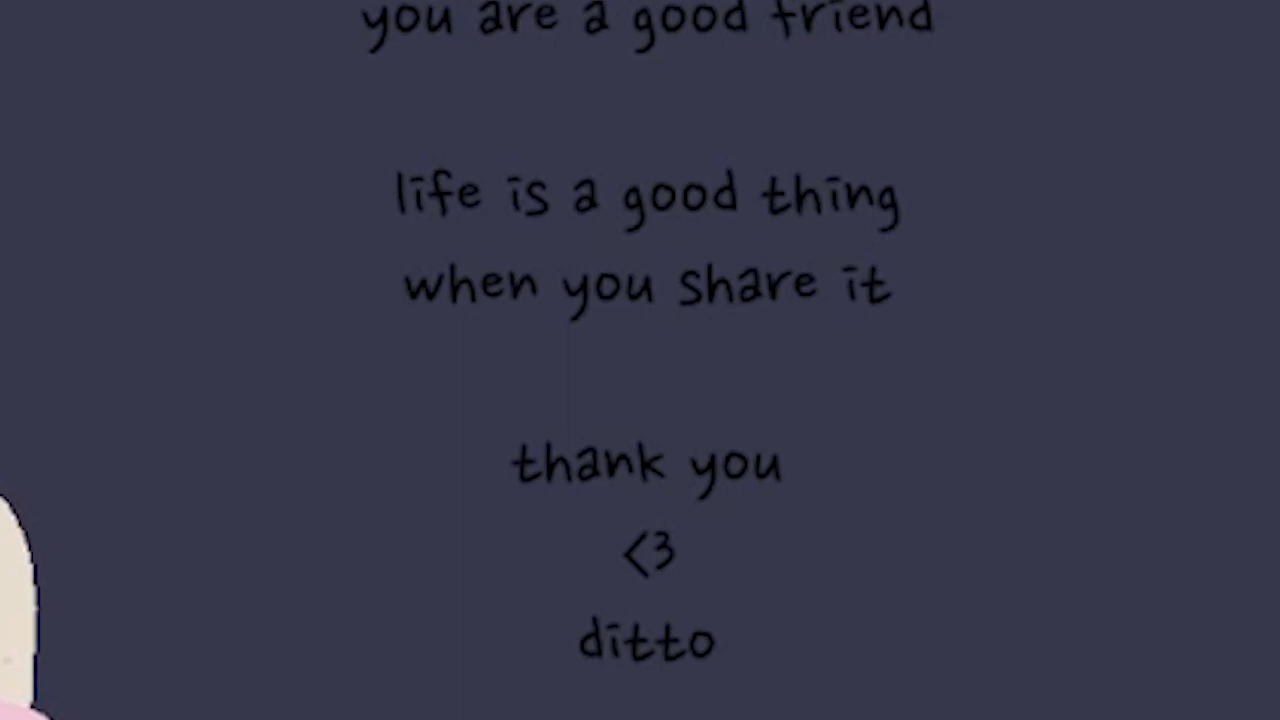 you are a good friend
life is a good thing
when you share it
thank you
<3
ditto